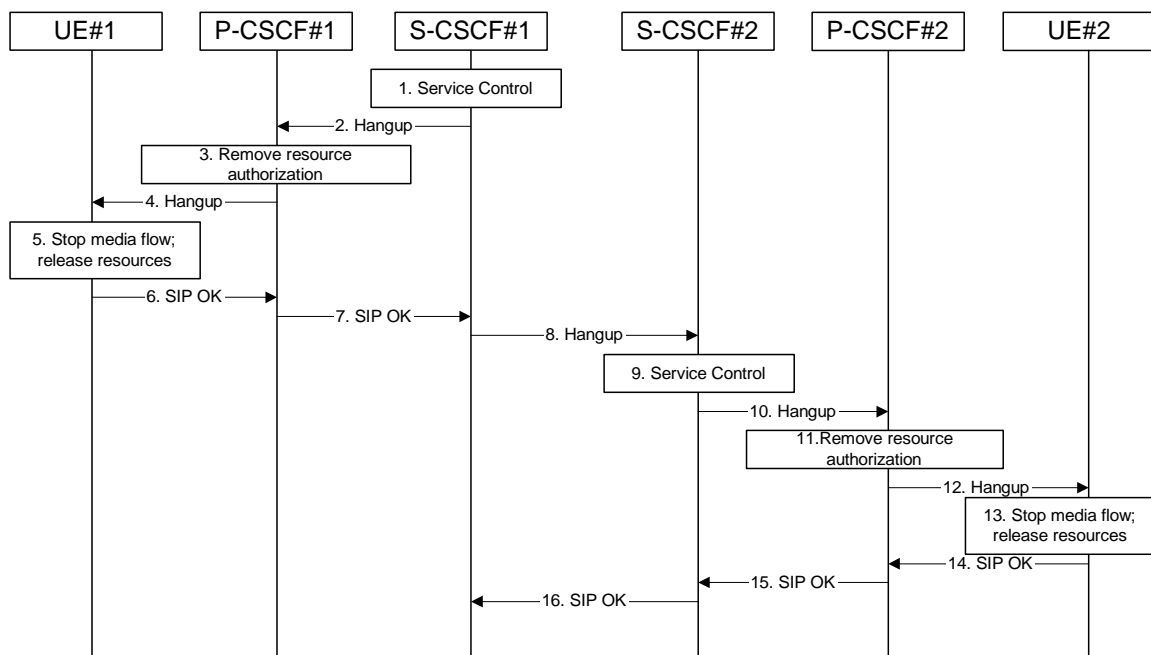 UE#1
P-CSCF#1
S-CSCF#1
S-CSCF#2
P-CSCF#2
UE#2
1. Service Control
2. Hangup
3. Remove resource
authorization
4. Hangup
5. Stop media flow;
release resources
6. SIP OK
7. SIP OK
8. Hangup
9. Service Control
10. Hangup
11.Remove resource
authorization
12. Hangup
13. Stop media flow;
release resources
14. SIP OK
15. SIP OK
16. SIP OK